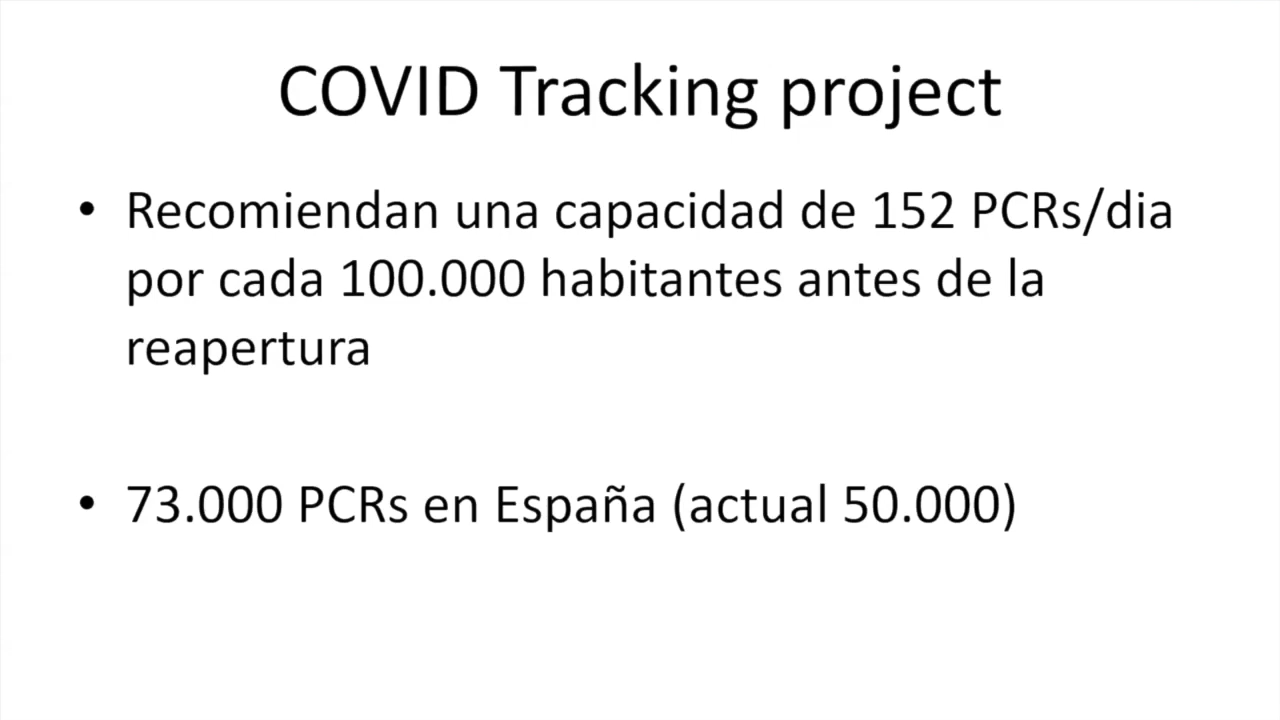 COVID Tracking project
• Recomiendan una capacidad de 152 PCRs/dia
por cada 100.000 habitantes antes de la
reapertura
• 73.000 PCRs en España (actual 50.000)